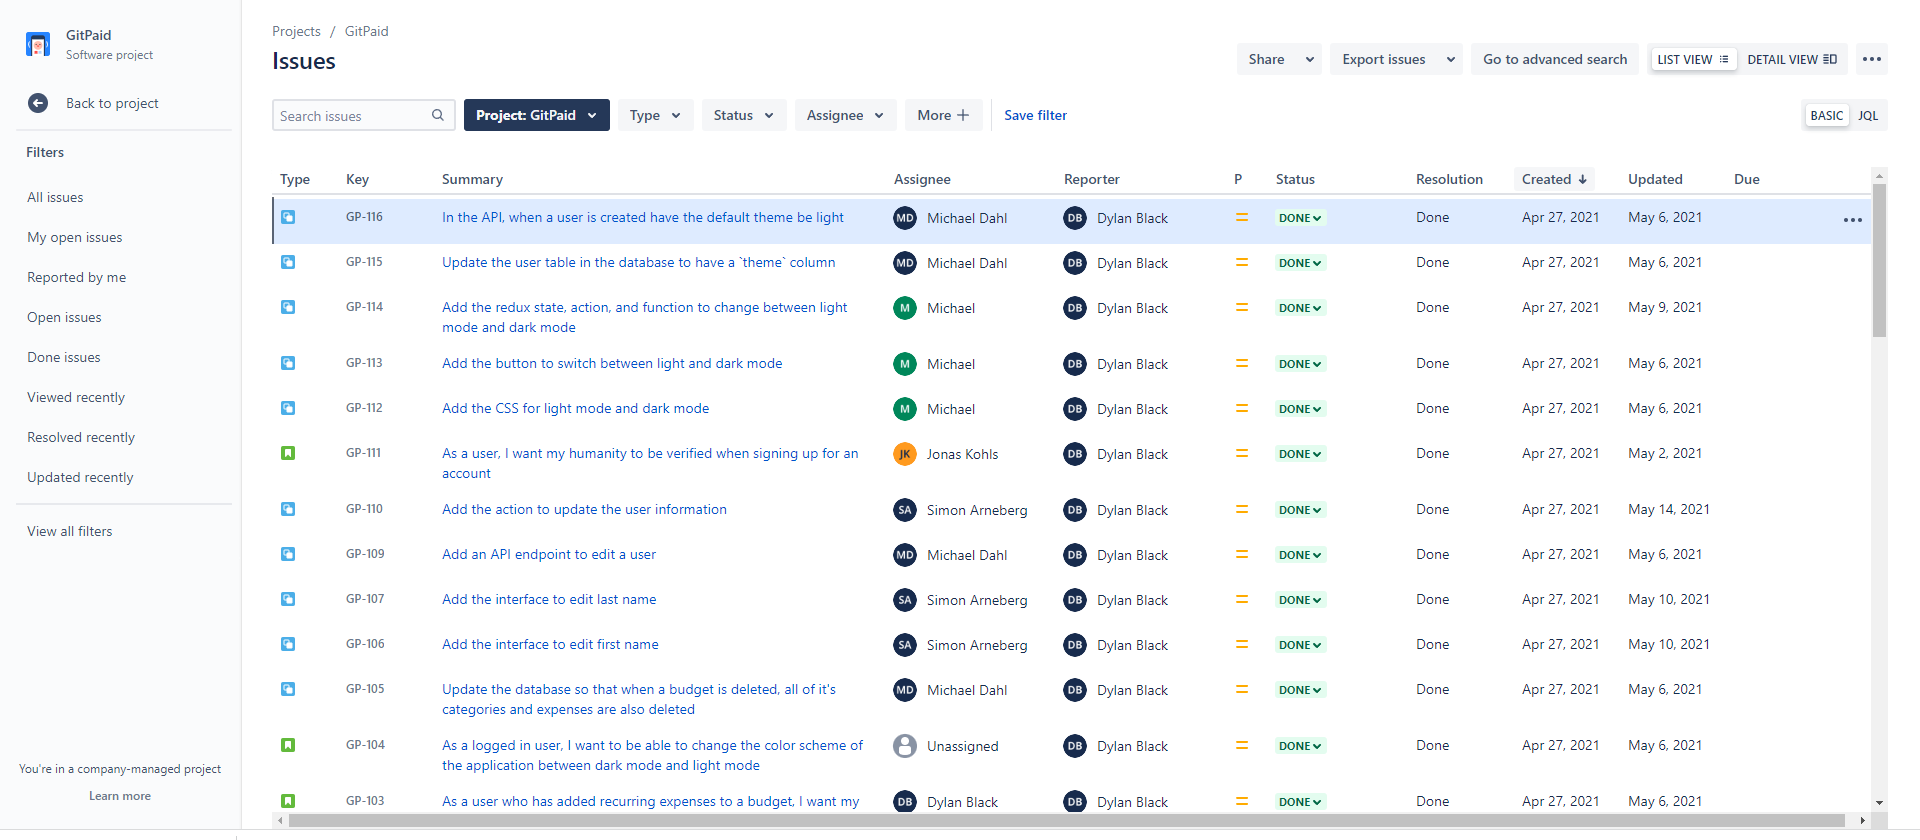 GitPaid
Software project
Back to project
Filters
All issues
My open issues
Reported by me
Open issues
Done issues
Viewed recently
Resolved recently
Updated recently
View all filters
You're in a company-managed project
Learn more
Projects / GitPaid
Issues
Share Export issues Go to advanced search LIST VIEW DETAIL VIEW
Search issues Project: GitPaid Type Status Assignee More Save filter BASIC JQL
Type Key Summary Assignee Reporter P Status Resolution Created Updated Due
GP-116 In the API, when a user is created have the default theme be light MD Michael Dahl DB Dylan Black DONE Done Apr 27, 2021 May 6, 2021
GP-115 Update the user table in the database to have a `theme` column MD Michael Dahl DB Dylan Black DONE Done Apr 27, 2021 May 6, 2021
GP-114 Add the redux state, action, and function to change between light M Michael DB Dylan Black DONE Done Apr 27, 2021 May 9, 2021
mode and dark mode
GP-113 Add the button to switch between light and dark mode M Michael DB Dylan Black DONE Done Apr 27, 2021 May 6, 2021
GP-112 Add the CSS for light mode and dark mode M Michael DB Dylan Black DONE Done Apr 27, 2021 May 6, 2021
GP-111 As a user, I want my humanity to be verified when signing up for an JK Jonas Kohls DB Dylan Black DONE Done Apr 27, 2021 May 2, 2021
account
GP-110 Add the action to update the user information SA Simon Arneberg DB Dylan Black DONE Done Apr 27, 2021 May 14, 2021
GP-109 Add an API endpoint to edit a user MD Michael Dahl DB Dylan Black DONE Done Apr 27, 2021 May 6, 2021
GP-107 Add the interface to edit last name SA Simon Arneberg DB Dylan Black DONE Done Apr 27, 2021 May 10, 2021
GP-106 Add the interface to edit first name SA Simon Arneberg DB Dylan Black DONE Done Apr 27, 2021 May 10, 2021
GP-105 Update the database so that when a budget is deleted, all of it's MD Michael Dahl DB Dylan Black DONE Done Apr 27, 2021 May 6, 2021
categories and expenses are also deleted
GP-104 As a logged in user, I want to be able to change the color scheme of Unassigned DB Dylan Black DONE Done Apr 27, 2021 May 6, 2021
the application between dark mode and light mode
GP-103 As a user who has added recurring expenses to a budget, I want my DB Dylan Black DB Dylan Black DONE Done Apr 27, 2021 May 6, 2021